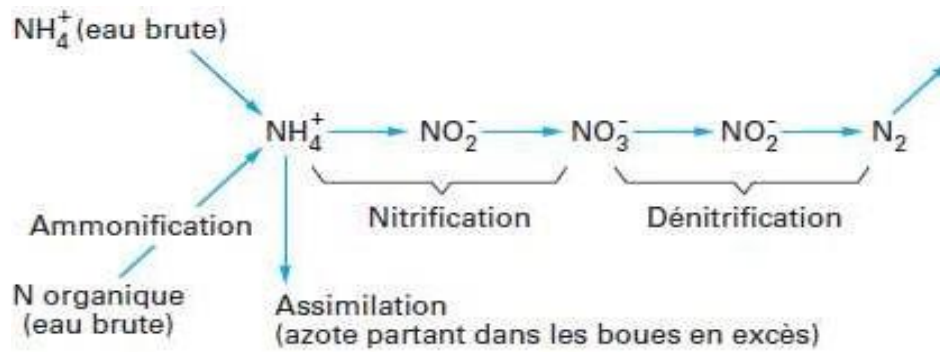 NH₄⁺ (eau brute)
NH₄⁺ NO₂⁻ NO₃⁻ NO₂⁻ N₂
Nitrification Dénitrification
Ammonification
N organique
(eau brute)
Assimilation
(azote partant dans les boues en excès)